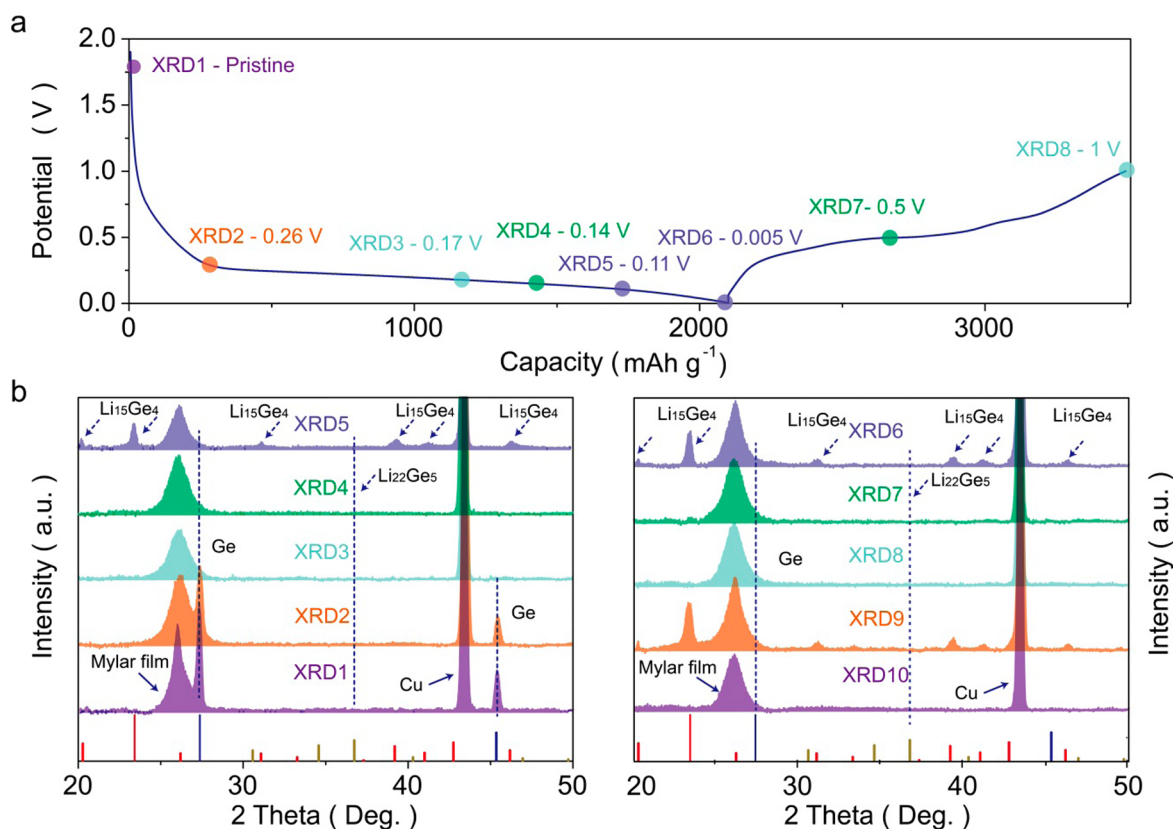 a
2.0
1.5
1.0
0.5
0.0
Potential ( V )
XRD1 - Pristine
XRD2 - 0.26 V
XRD3 - 0.17 V
XRD4 - 0.14 V
XRD5 - 0.11 V
XRD6 - 0.005 V
XRD7- 0.5 V
XRD8 - 1 V
0 1000 2000 3000
Capacity ( mAh g⁻¹)
b
Intensity ( a.u. )
Li₁₅Ge₄ Li₁₅Ge₄ Li₁₅Ge₄ Li₁₅Ge₄
XRD5
Li₂₂Ge₅
XRD4
Ge
XRD3
Ge
XRD2
Mylar film
XRD1
Cu
20 30 40 50
2 Theta ( Deg. )
Li₁₅Ge₄ Li₁₅Ge₄ Li₁₅Ge₄ Li₁₅Ge₄
XRD6
Li₂₂Ge₅
XRD7
Ge
XRD8
XRD9
Mylar film
XRD10
Cu
20 30 40 50
2 Theta ( Deg. )
Intensity ( a.u. )